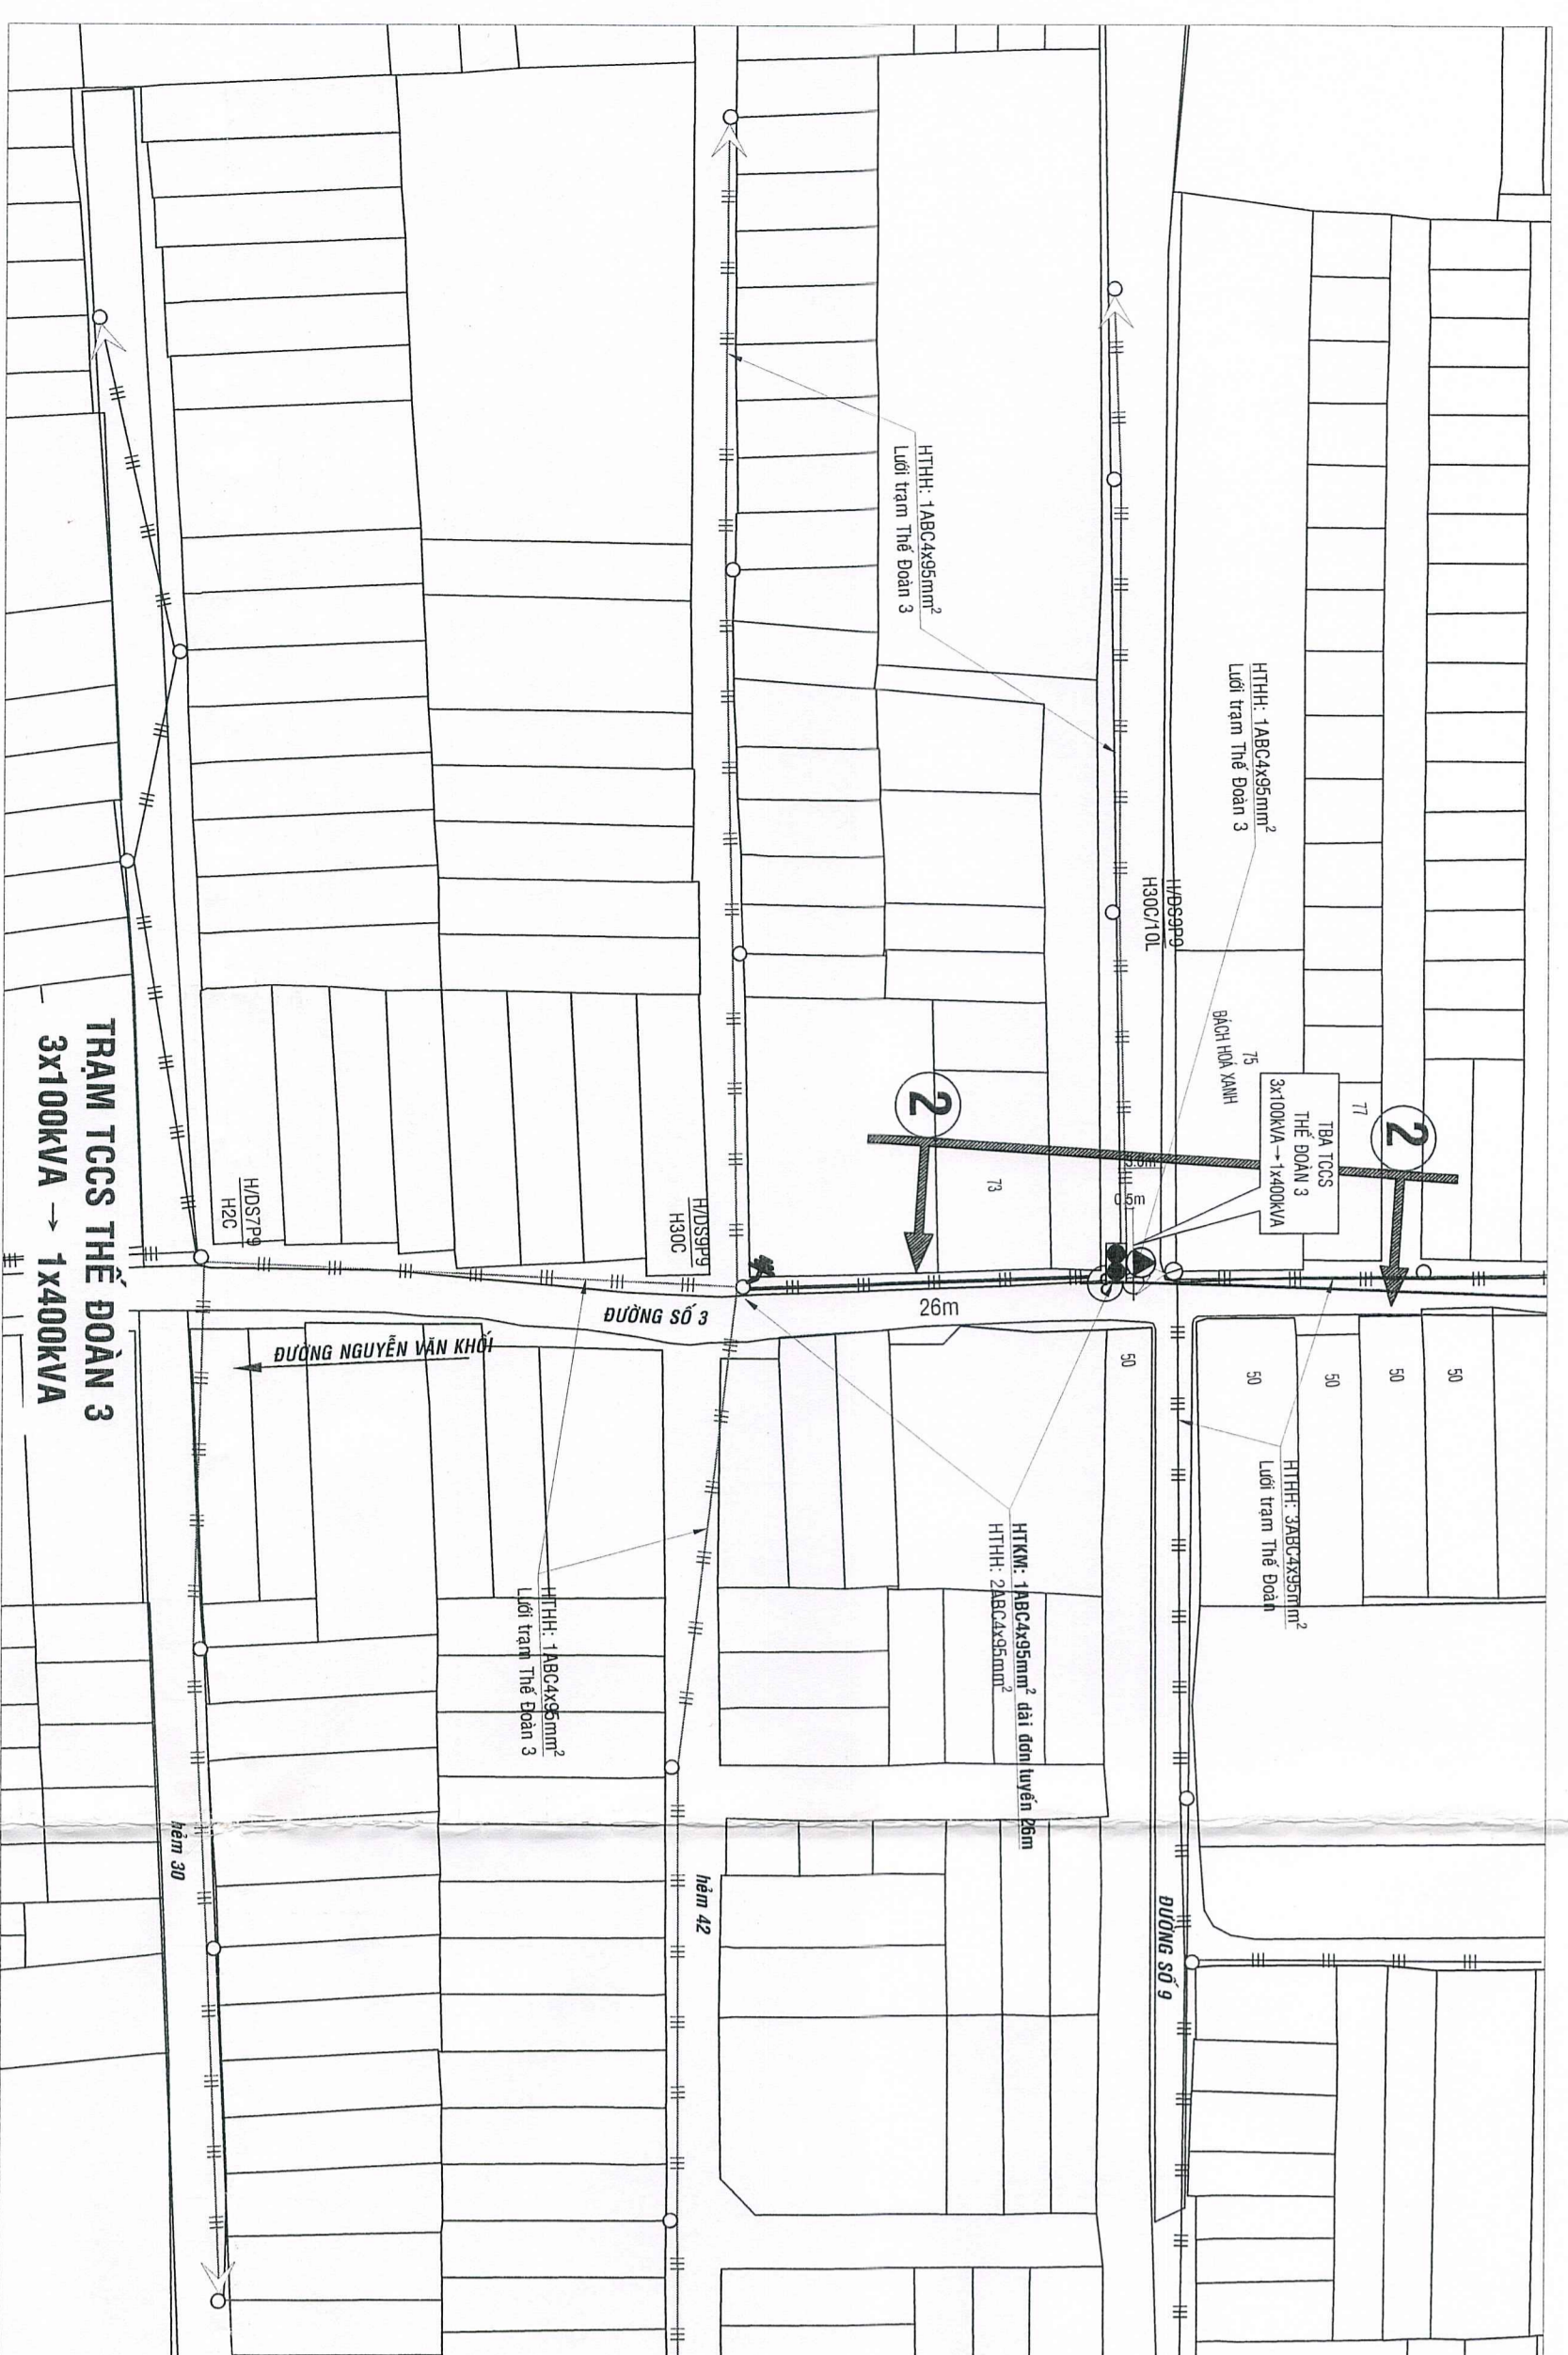 HTHH: 1ABC4x95mm²
Lưới trạm Thế Đoàn 3
HTHH: 1ABC4x95mm²
Lưới trạm Thế Đoàn 3
H/DS9P9
H30C/10L
75
BÁCH HOÁ XANH
77
TBA TCCS
THẾ ĐOÀN 3
3x100kVA→1x400kVA
2
2
73
3.0m
0.5m
26m
50
50
50
50
50
H/DS9P9
H30C
H/DS7P9
H2C
ĐƯỜNG SỐ 3
ĐƯỜNG NGUYỄN VĂN KHỐI
HTHH: 3ABC4x95mm²
Lưới trạm Thế Đoàn
HTKM: 1ABC4x95mm² dài đơn tuyến 26m
HTHH: 2ABC4x95mm²
HTHH: 1ABC4x95mm²
Lưới trạm Thế Đoàn 3
ĐƯỜNG SỐ 9
hẻm 42
hẻm 30
TRẠM TCCS THẾ ĐOÀN 3
3x100kVA → 1x400kVA